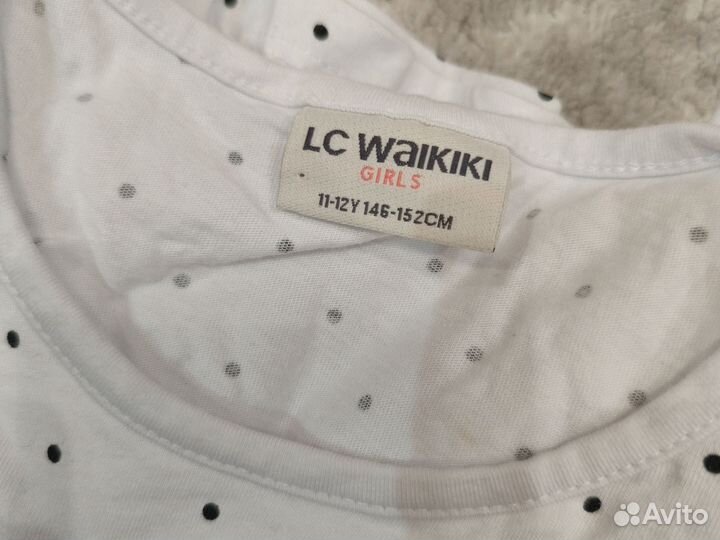 LC WAIKIKI
GIRLS
11-12Y 146-152CM
Avito